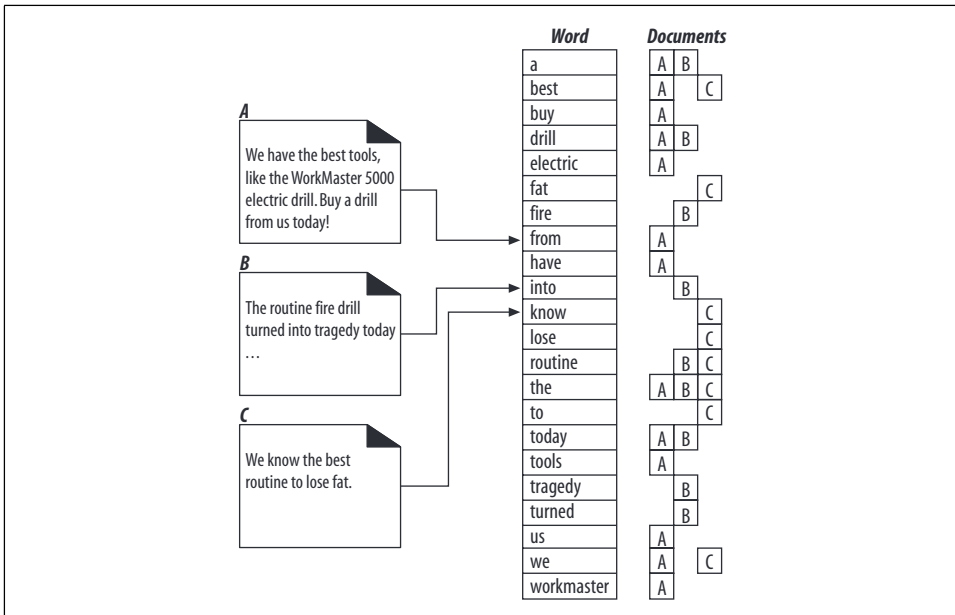 Word Documents
a A B
best A C
buy A
drill A B
electric A
fat C
fire B
from A
have A
into B
know C
lose C
routine B C
the A B C
to C
today A B
tools A
tragedy B
turned B
us A
we A C
workmaster A
A
We have the best tools,
like the WorkMaster 5000
electric drill. Buy a drill
from us today!
B
The routine fire drill
turned into tragedy today
…
C
We know the best
routine to lose fat.